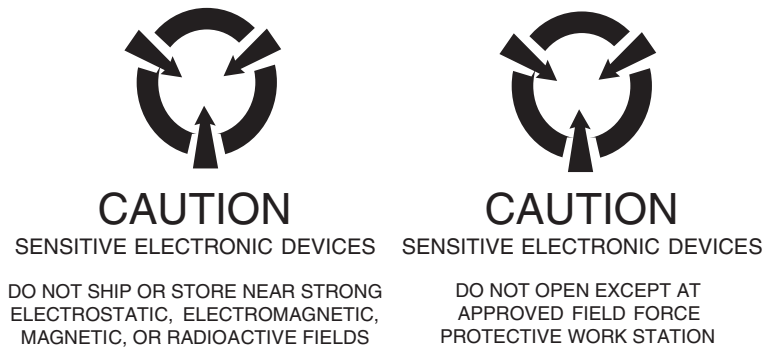 CAUTION
SENSITIVE ELECTRONIC DEVICES
DO NOT SHIP OR STORE NEAR STRONG
ELECTROSTATIC, ELECTROMAGNETIC,
MAGNETIC, OR RADIOACTIVE FIELDS
CAUTION
SENSITIVE ELECTRONIC DEVICES
DO NOT OPEN EXCEPT AT
APPROVED FIELD FORCE
PROTECTIVE WORK STATION